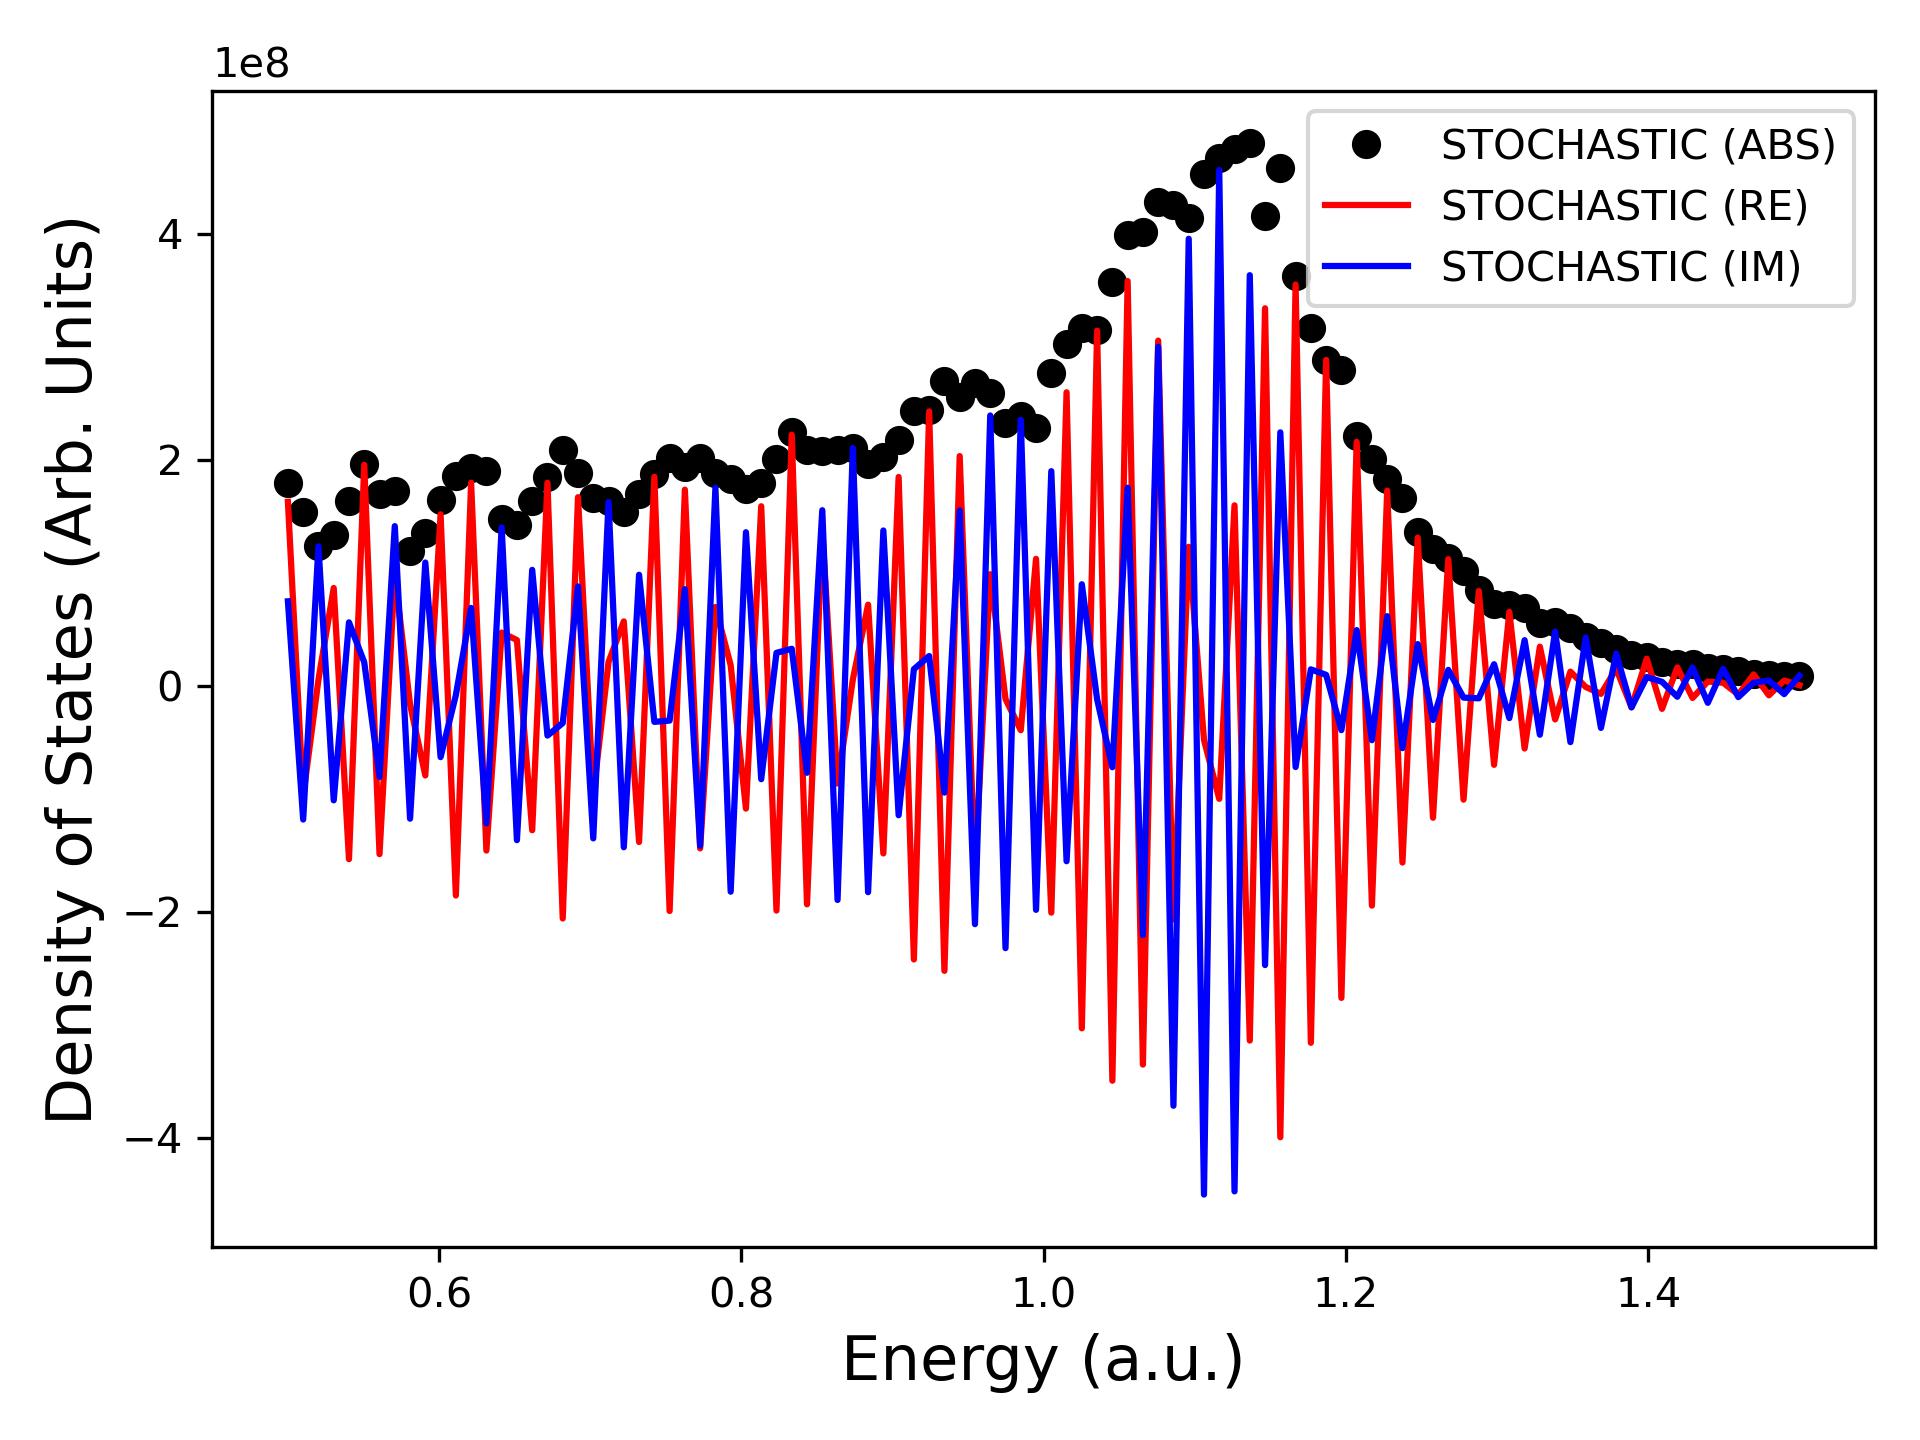 1e8
STOCHASTIC (ABS)
STOCHASTIC (RE)
STOCHASTIC (IM)
Density of States (Arb. Units)
4
2
0
−2
−4
0.6 0.8 1.0 1.2 1.4
Energy (a.u.)